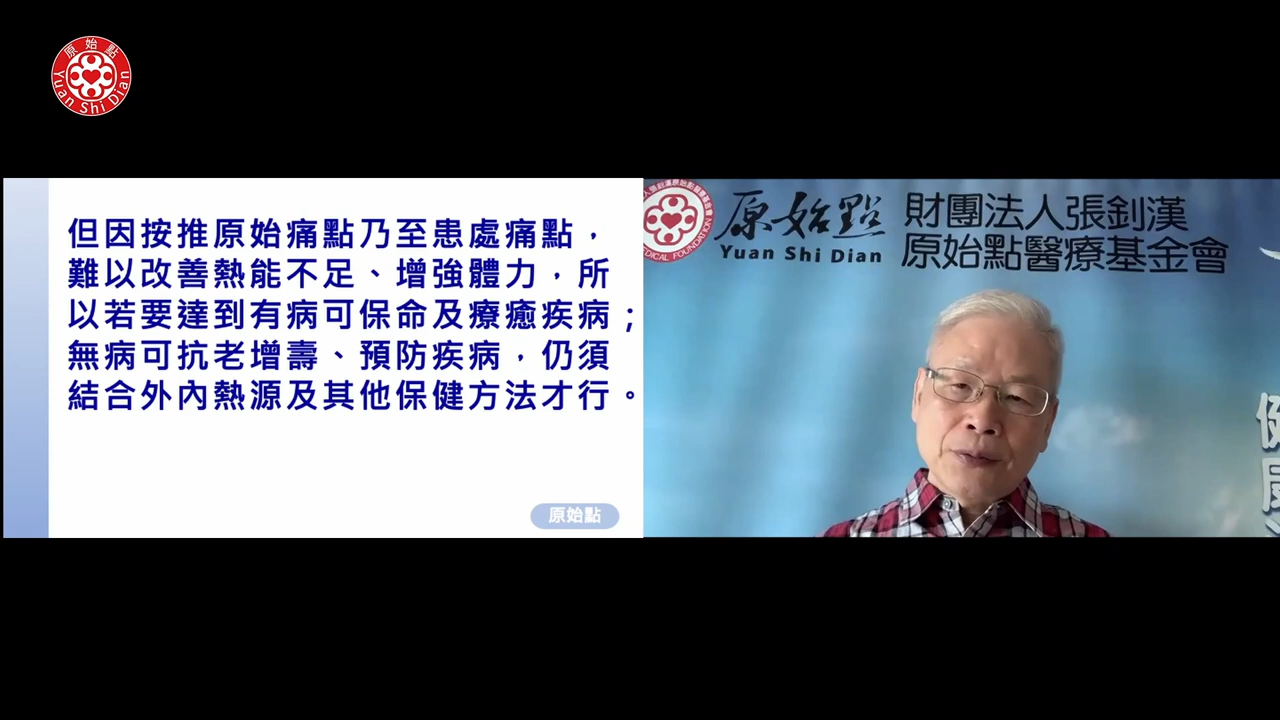 原始點
Yuan Shi Dian
但因按推原始痛點乃至患處痛點，
難以改善熱能不足、增強體力，所
以若要達到有病可保命及療癒疾病；
無病可抗老增壽、預防疾病，仍須
結合外內熱源及其他保健方法才行。
原始點
原始點
Yuan Shi Dian
財團法人張釗漢
原始點醫療基金會